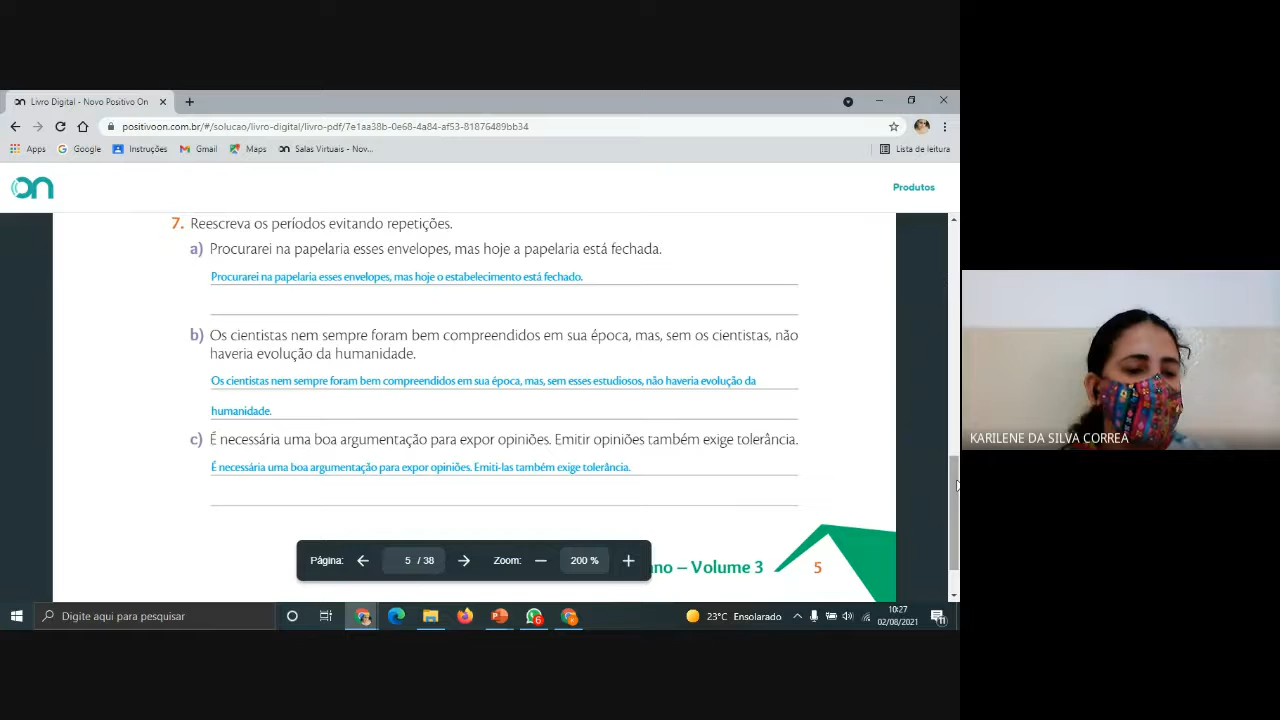 Livro Digital - Novo Positivo On
positivoon.com.br/#/solucao/livro-digital/livro-pdf/7e1aa38b-0e68-4a84-af53-81876489bb34
Apps Google Instruções Gmail Maps Salas Virtuais - Nov... Lista de leitura
on Produtos
7. Reescreva os períodos evitando repetições.
a) Procurarei na papelaria esses envelopes, mas hoje a papelaria está fechada.
Procurarei na papelaria esses envelopes, mas hoje o estabelecimento está fechado.
b) Os cientistas nem sempre foram bem compreendidos em sua época, mas, sem os cientistas, não
haveria evolução da humanidade.
Os cientistas nem sempre foram bem compreendidos em sua época, mas, sem esses estudiosos, não haveria evolução da
humanidade.
c) É necessária uma boa argumentação para expor opiniões. Emitir opiniões também exige tolerância.
É necessária uma boa argumentação para expor opiniões. Emiti-las também exige tolerância.
Página: 5 / 38 Zoom: 200 %
ano – Volume 3 5
KARILENE DA SILVA CORREA
Digite aqui para pesquisar
6
23°C Ensolarado
10:27
02/08/2021
11